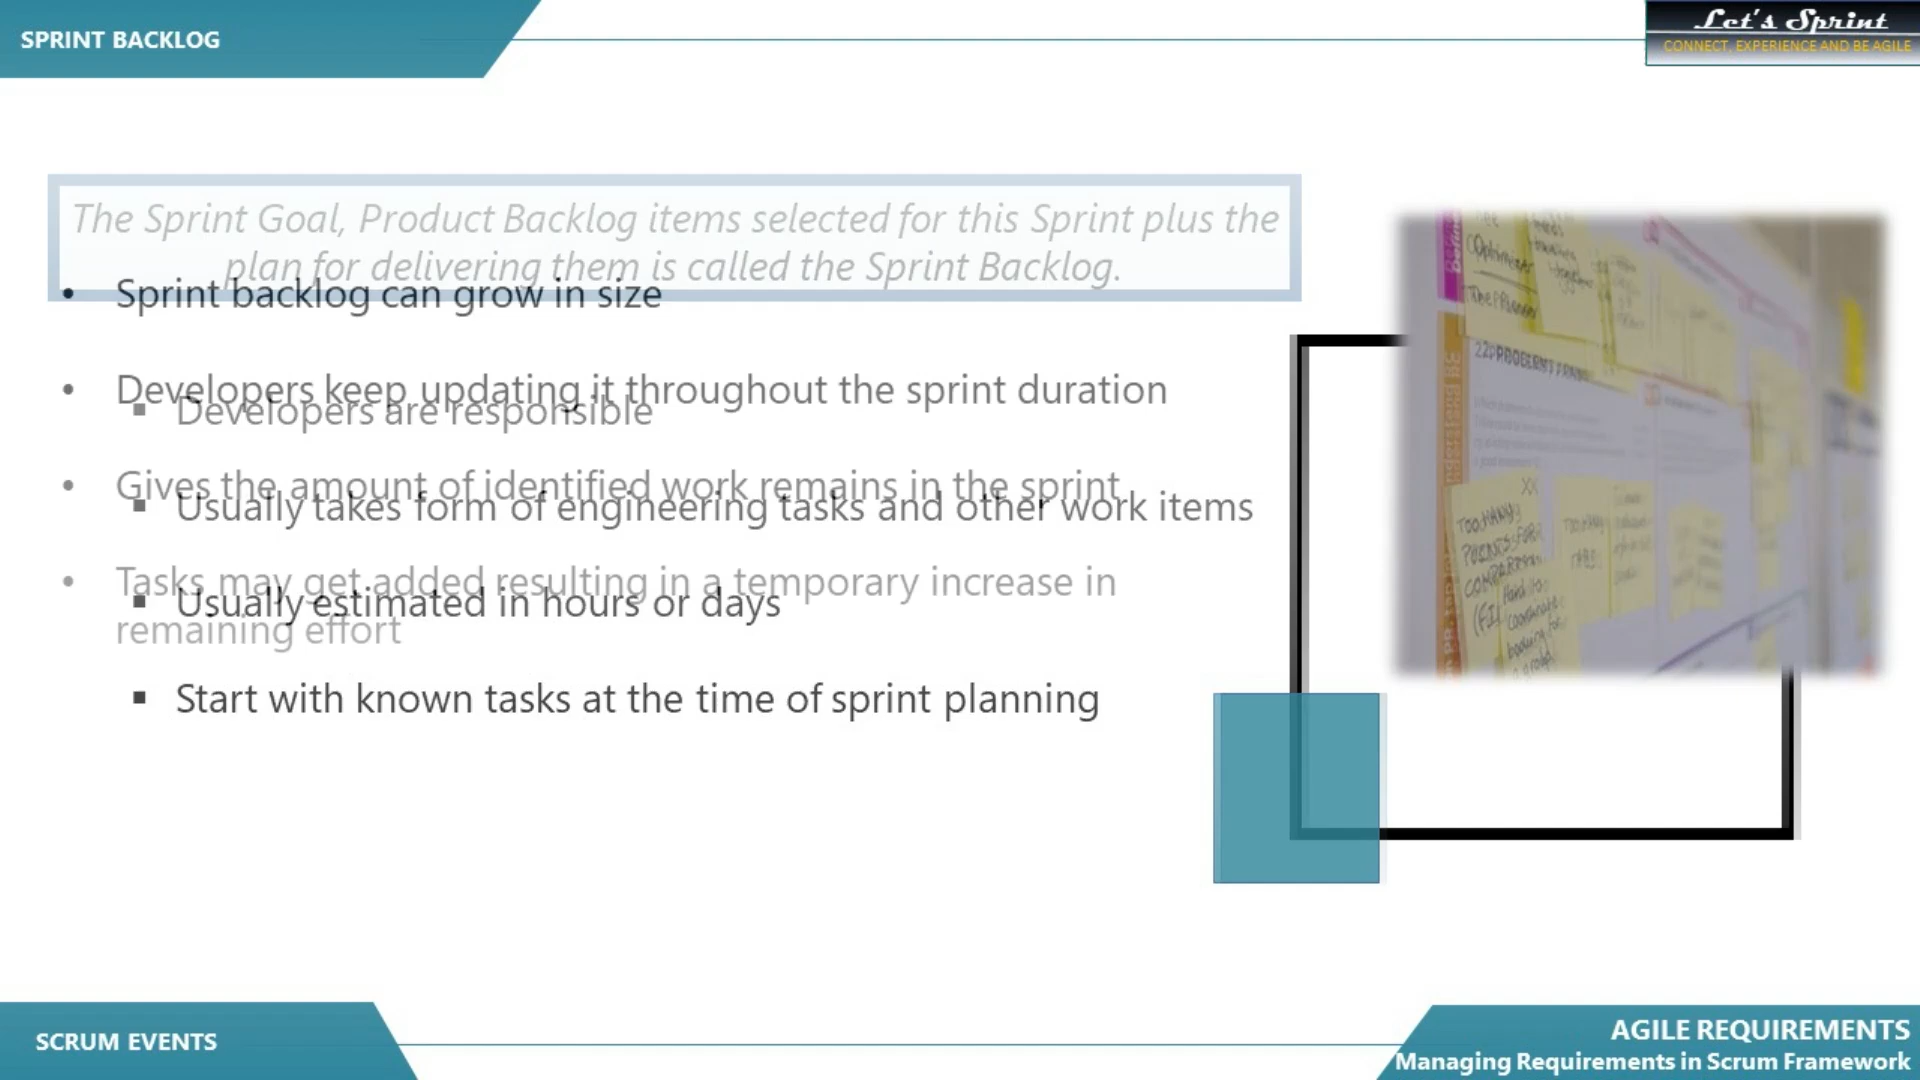 SPRINT BACKLOG
Let's Sprint
CONNECT, EXPERIENCE AND BE AGILE
The Sprint Goal, Product Backlog items selected for this Sprint plus the
plan for delivering them is called the Sprint Backlog.
• Sprint backlog can grow in size
• Developers keep updating it throughout the sprint duration
▪ Developers are responsible
• Gives the amount of identified work remains in the sprint
▪ Usually takes form of engineering tasks and other work items
• Tasks may get added resulting in a temporary increase in
▪ Usually estimated in hours or days
remaining effort
▪ Start with known tasks at the time of sprint planning
TOO MANY
SCRUM EVENTS
AGILE REQUIREMENTS
Managing Requirements in Scrum Framework